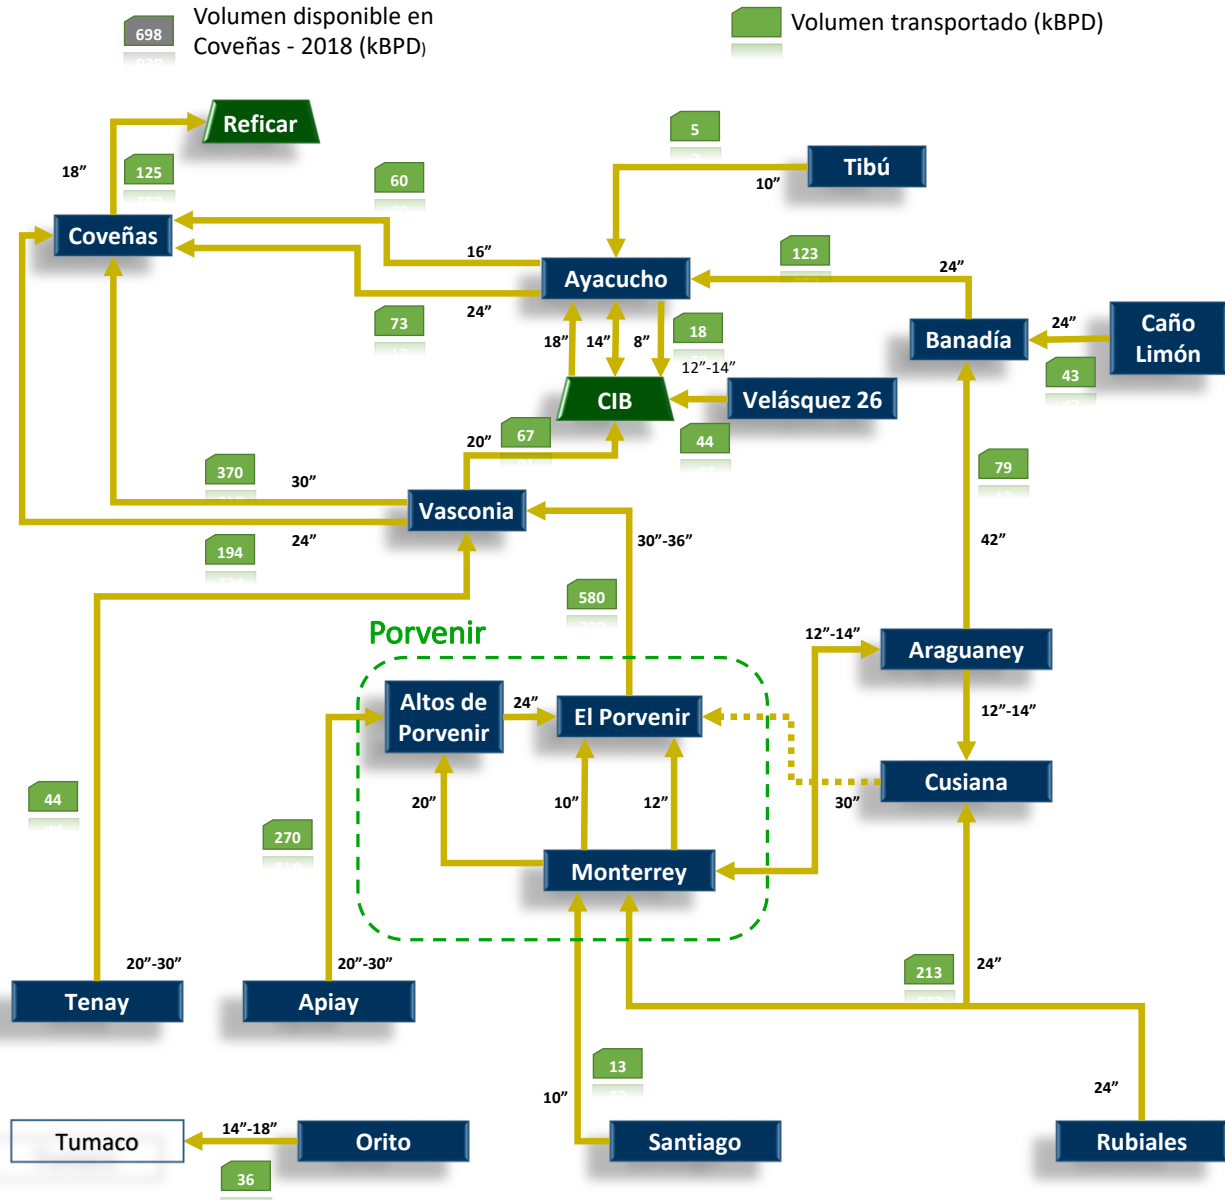 698
Volumen disponible en
Coveñas - 2018 (kBPD)
Volumen transportado (kBPD)
Reficar
5
18”
125
60
Tibú
10”
Coveñas
16”
123
24”
Ayacucho
73
24”
18”
14”
8”
18
Banadía
24”
Caño
Limón
43
12”-14”
CIB
Velásquez 26
20”
67
44
370
30”
79
Vasconia
194
24”
30”-36”
42”
580
Porvenir
12”-14”
Araguaney
Altos de
Porvenir
24”
El Porvenir
12”-14”
44
20”
10”
12”
30”
Cusiana
270
Monterrey
20”-30”
20”-30”
213
24”
Tenay
Apiay
13
10”
24”
Tumaco
14”-18”
Orito
Santiago
Rubiales
36